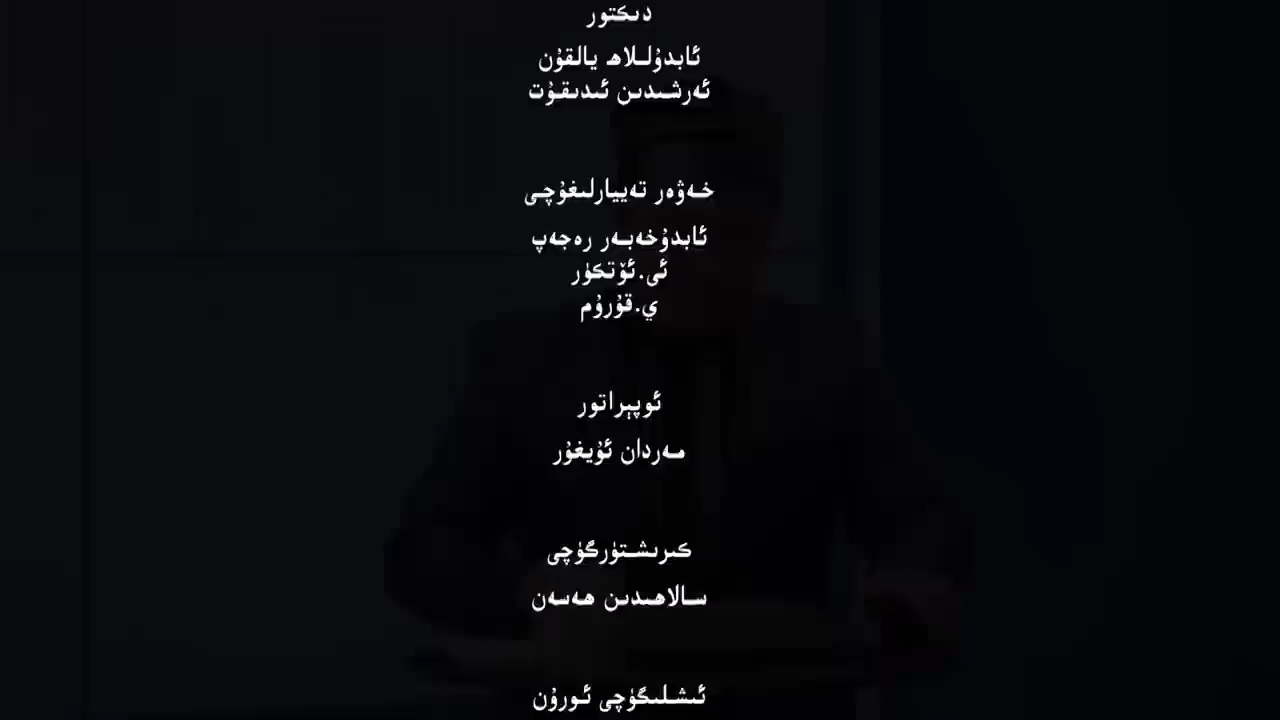 دىكتور
ئابدۇللاھ يالقۇن
ئەرشىدىن ئىدىقۇت
خەۋەر تەييارلىغۇچى
ئابدۇخەبەر رەجەپ
ئى.ئۆتكۈر
ي.قۇرۇم
ئوپېراتور
مەردان ئۇيغۇر
كىرىشتۈرگۈچى
سالاھىدىن ھەسەن
ئىشلىگۈچى ئورۇن